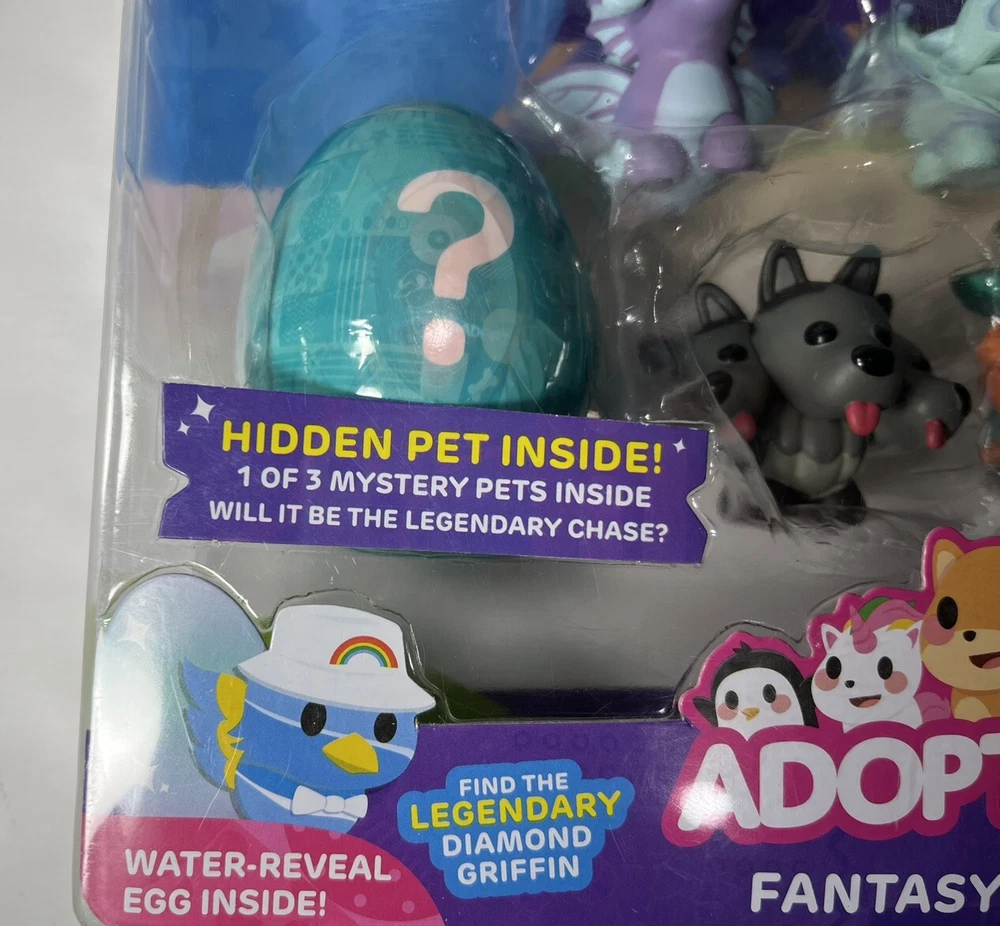 ?
HIDDEN PET INSIDE!
1 OF 3 MYSTERY PETS INSIDE
WILL IT BE THE LEGENDARY CHASE?
FIND THE
LEGENDARY
DIAMOND
GRIFFIN
WATER-REVEAL
EGG INSIDE!
ADOPT
FANTASY